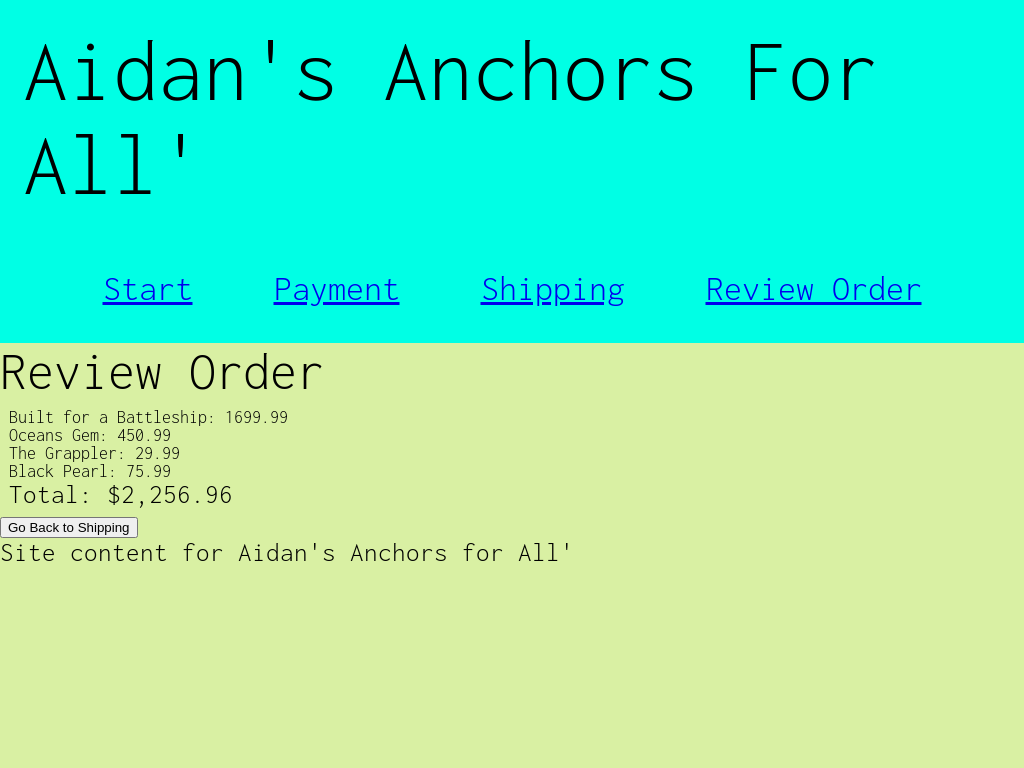 Aidan's Anchors For
All'
Start Payment Shipping Review Order
Review Order
Built for a Battleship: 1699.99
Oceans Gem: 450.99
The Grappler: 29.99
Black Pearl: 75.99
Total: $2,256.96
Go Back to Shipping
Site content for Aidan's Anchors for All'